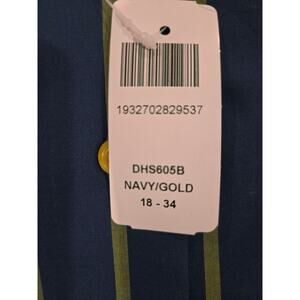 1932702829537
DHS605B
NAVY/GOLD
18 - 34